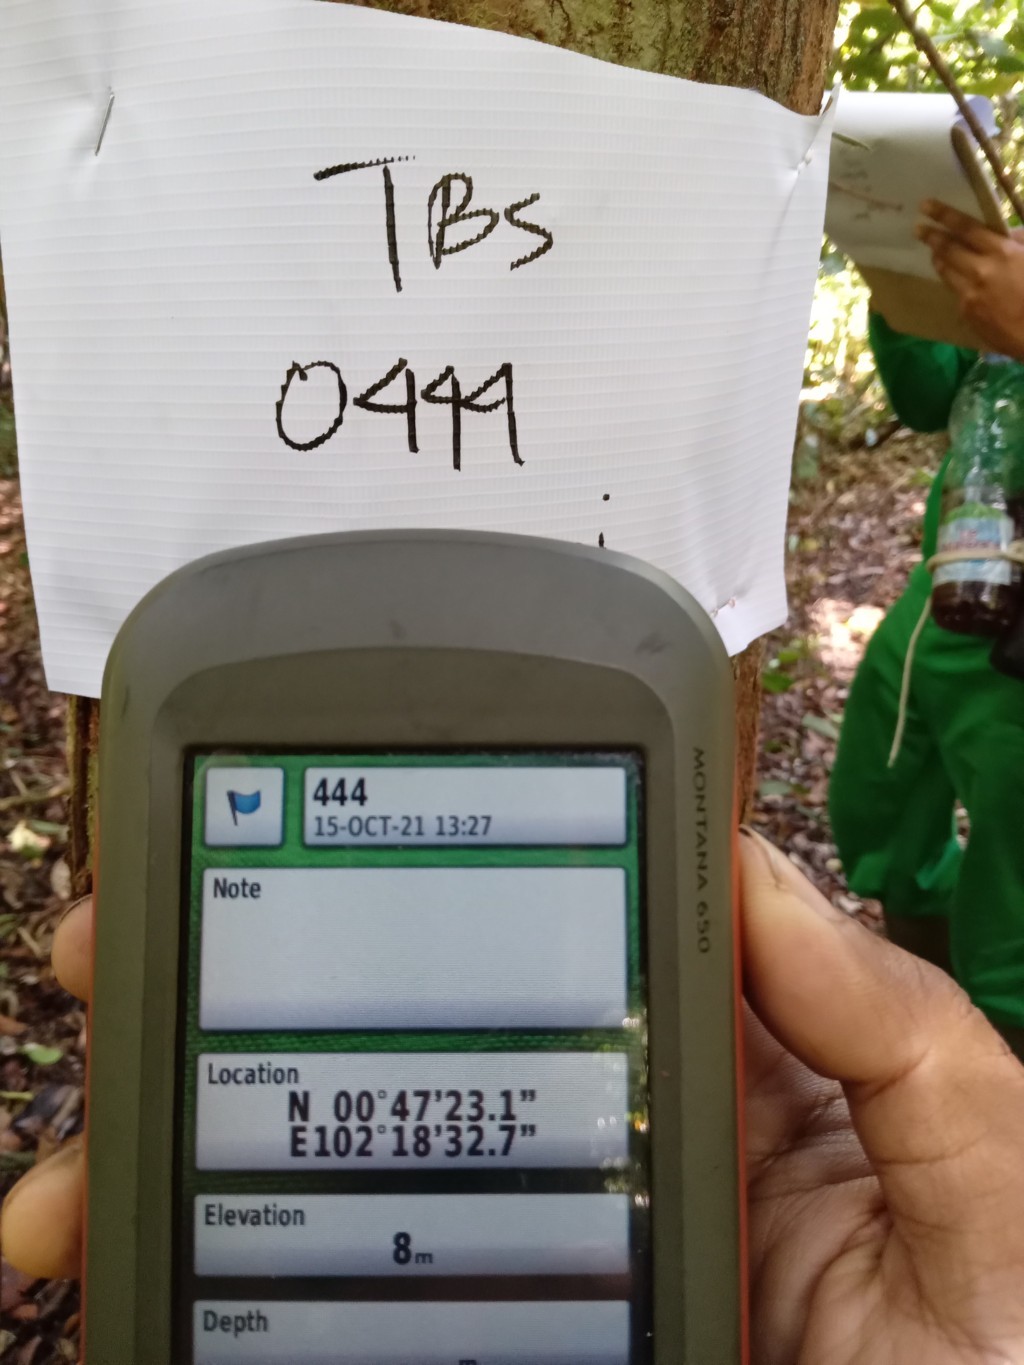 TBS
0444
MONTANA 650
444
15-OCT-21 13:27
Note
Location
N 00°47'23.1"
E102°18'32.7"
Elevation
8m
Depth